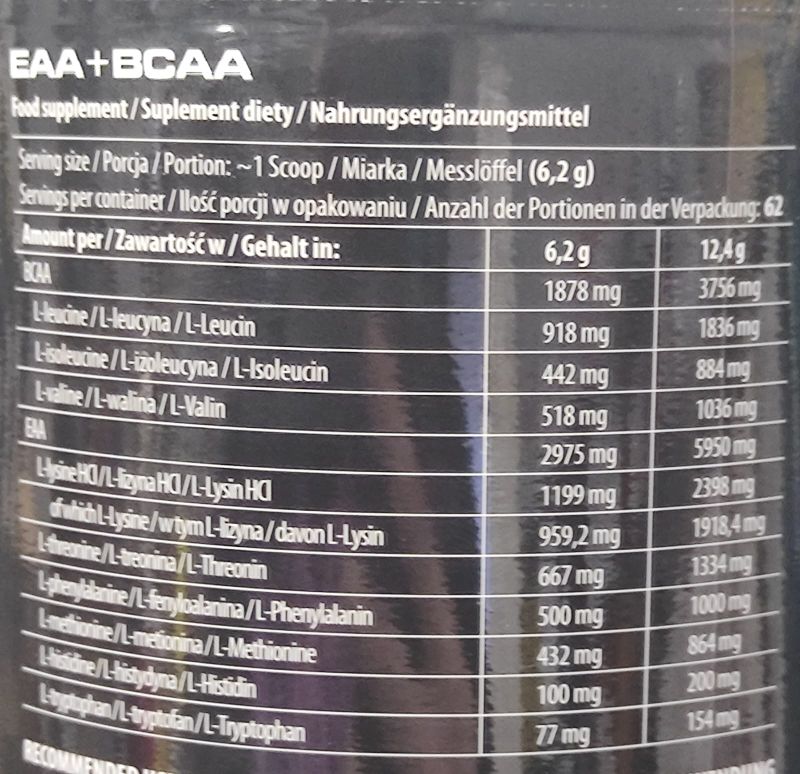 EAA+BCAA
Food supplement / Suplement diety / Nahrungsergänzungsmittel
Serving size / Porcja / Portion: ~1 Scoop / Miarka / Messlöffel (6,2 g)
Servings per container / Ilość porcji w opakowaniu / Anzahl der Portionen in der Verpackung: 62
Amount per / Zawartość w / Gehalt in: 6,2 g 12,4 g
BCAA 1878 mg 3756 mg
L-leucine / L-leucyna / L-Leucin 918 mg 1836 mg
L-isoleucine / L-izoleucyna / L-Isoleucin 442 mg 884 mg
L-valine / L-walina / L-Valin 518 mg 1036 mg
EAA 2975 mg 5950 mg
L-lysine HCl / L-lizyna HCl / L-Lysin HCl 1199 mg 2398 mg
of which L-Lysine / w tym L-lizyna / davon L-Lysin 959,2 mg 1918,4 mg
L-threonine / L-treonina / L-Threonin 667 mg 1334 mg
L-phenylalanine / L-fenyloalanina / L-Phenylalanin 500 mg 1000 mg
L-methionine / L-metionina / L-Methionine 432 mg 864 mg
L-histidine / L-histydyna / L-Histidin 100 mg 200 mg
L-tryptophan / L-tryptofan / L-Tryptophan 77 mg 154 mg
RECOMMENDED